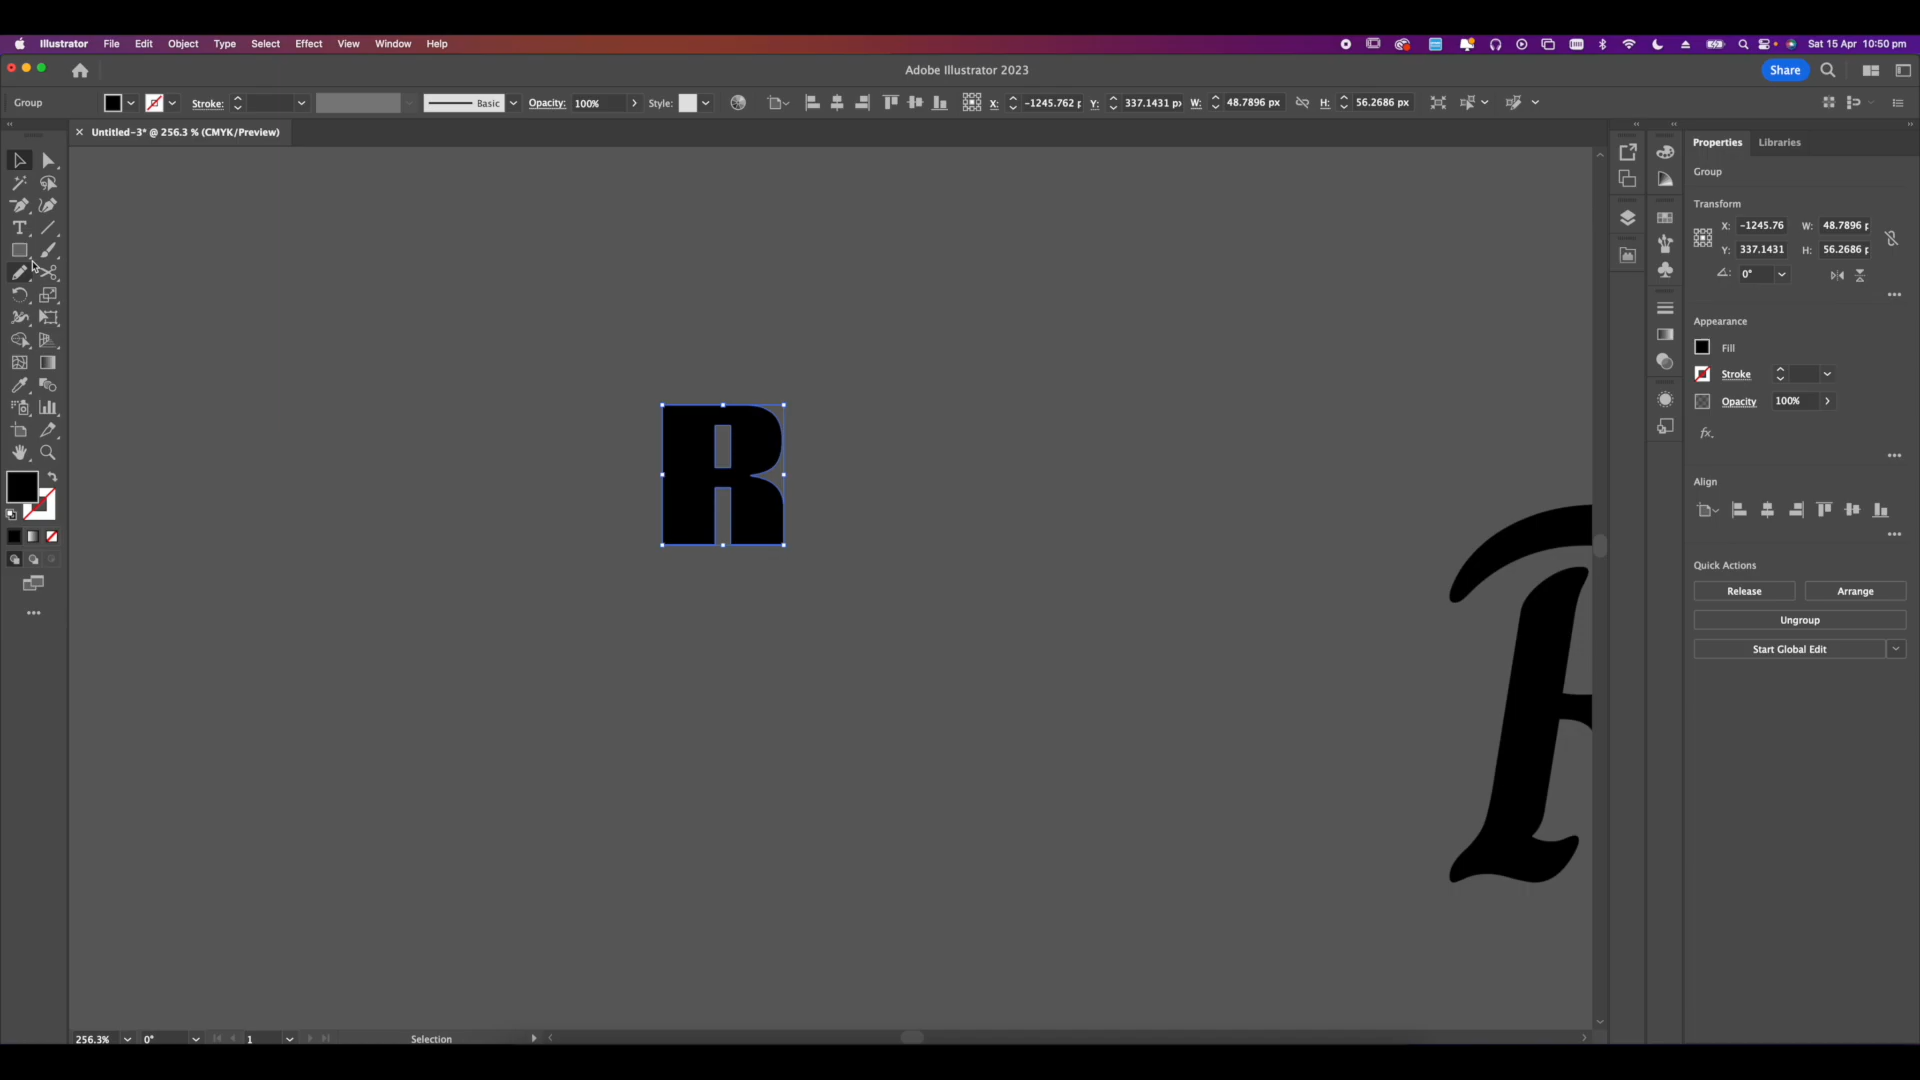 Illustrator File Edit Object Type Select Effect View Window Help Sat 15 Apr 10:50 pm
Adobe Illustrator 2023 Share
Group Stroke: Basic Opacity: 100% Style: X: -1245.762 Y: 337.1431 W: 48.7896 px H: 56.2686 px
× Untitled-3* @ 256.3 % (CMYK/Preview)
Properties Libraries
Group
Transform
X: -1245.76 W: 48.7896
Y: 337.1431 H: 56.2686
0°
Appearance
Fill
Stroke
Opacity 100%
fx.
R
Align
Quick Actions
Release Arrange
Ungroup
Start Global Edit
256.3% 0° 1 Selection